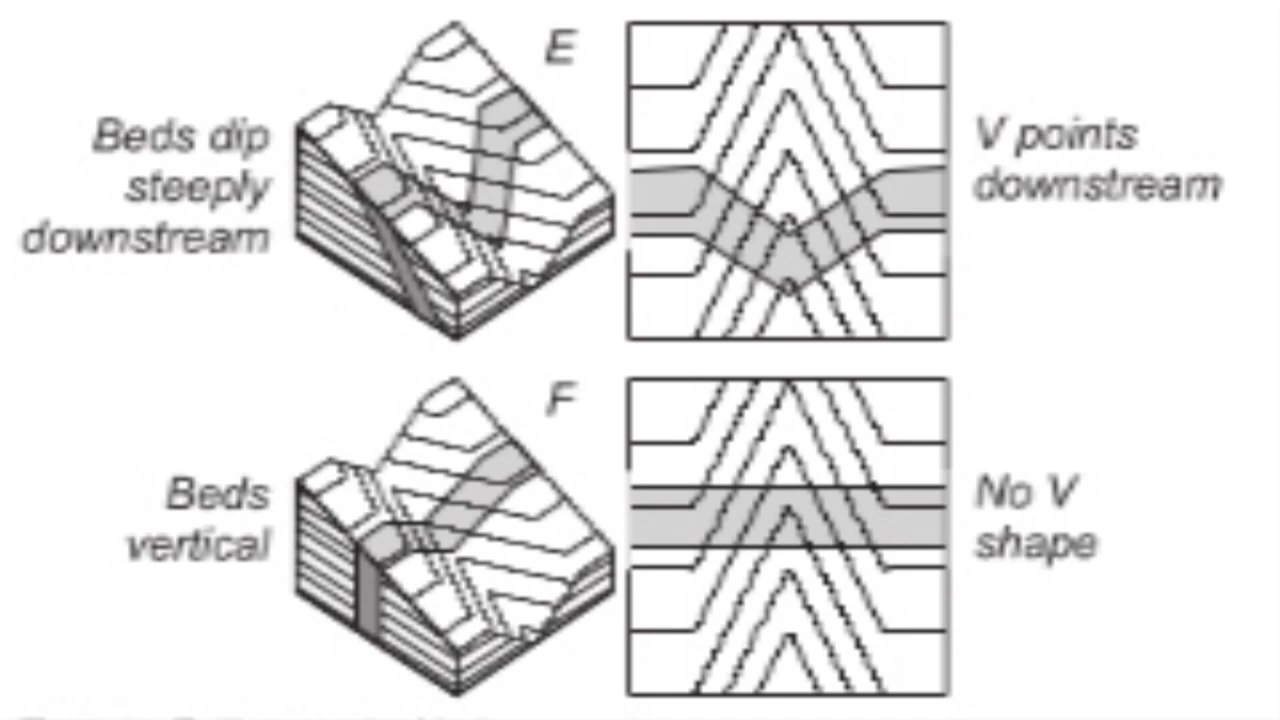 E
Beds dip
steeply
downstream
V points
downstream
F
Beds
vertical
No V
shape